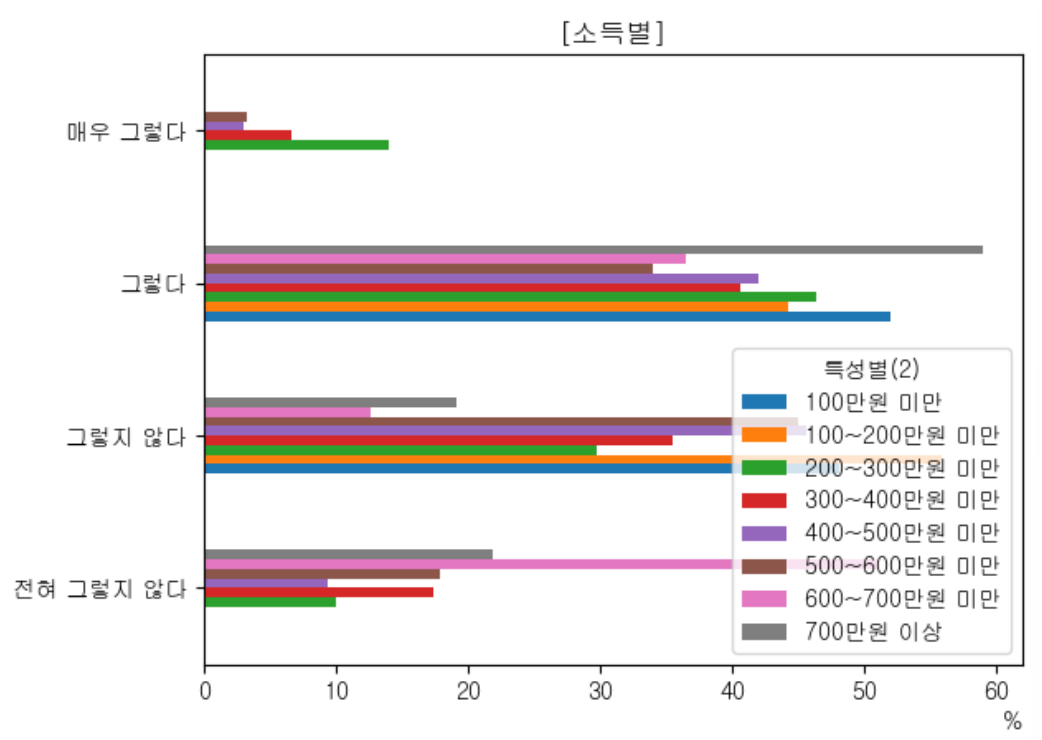 [소득별]
매우 그렇다
그렇다
그렇지 않다
전혀 그렇지 않다
특성별(2)
100만원 미만
100~200만원 미만
200~300만원 미만
300~400만원 미만
400~500만원 미만
500~600만원 미만
600~700만원 미만
700만원 이상
0 10 20 30 40 50 60
%